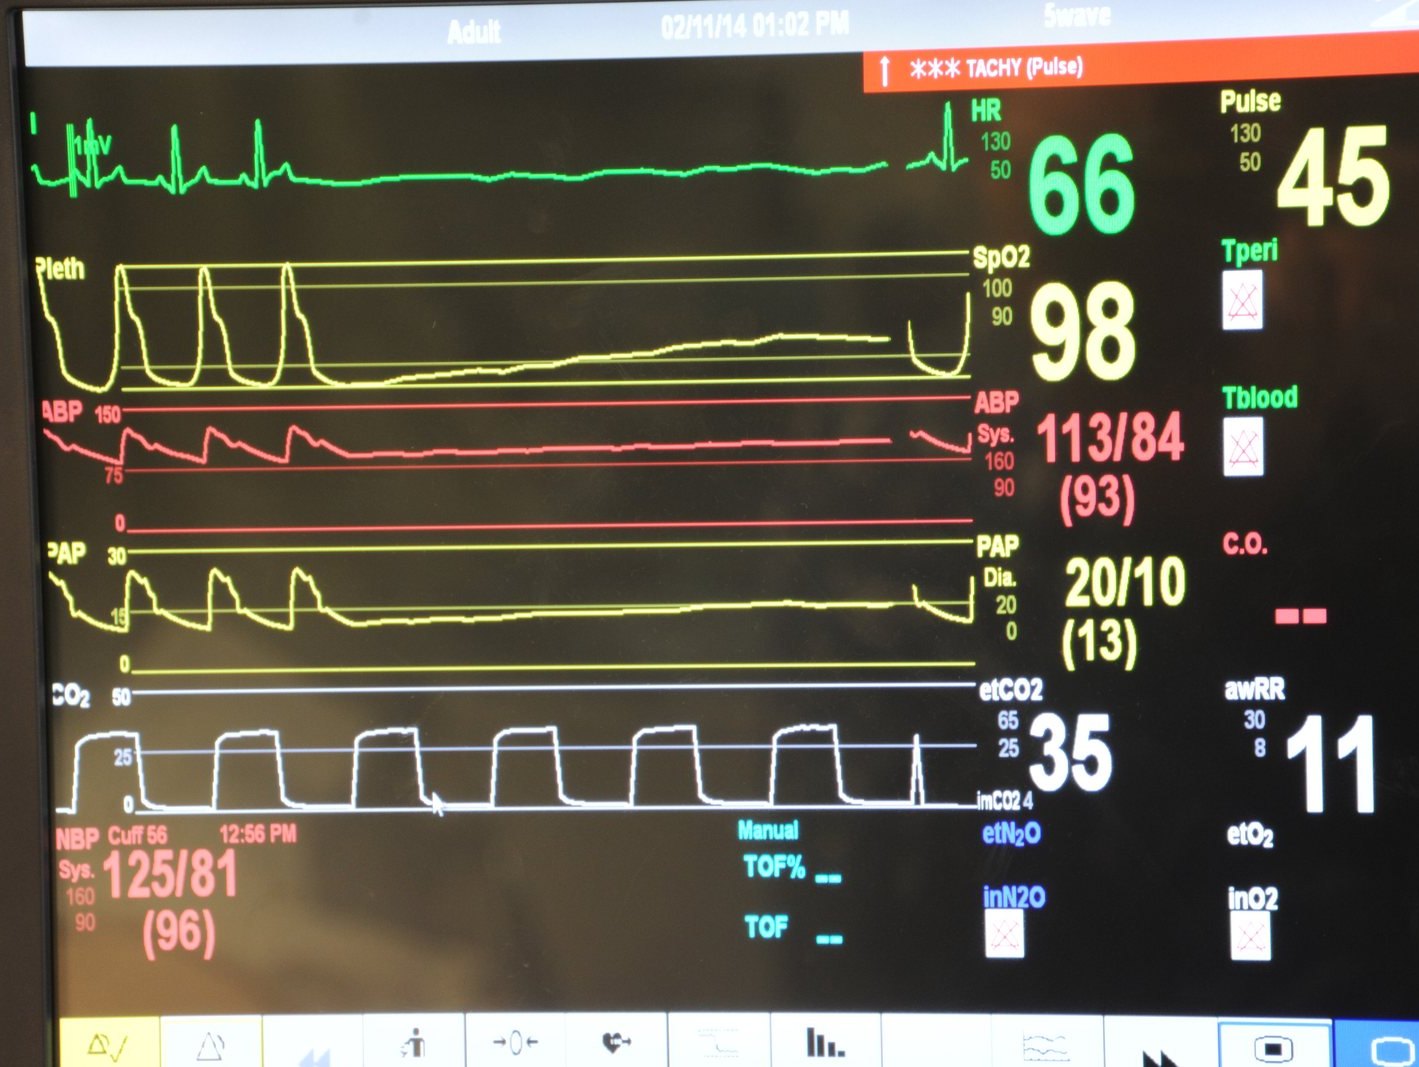 Adult 02/11/14 01:02 PM 5wave
*** TACHY (Pulse)
1mV
HR 130 50 66
Pulse 130 50 45
Pleth
SpO2 100 90 98
Tperi
ABP 150 75 0
ABP Sys. 160 90 113/84 (93)
Tblood
PAP 30 15 0
PAP Dia. 20 0 20/10 (13)
C.O. --
CO2 50 25 0
etCO2 65 25 35
imCO2 4
awRR 30 8 11
NBP Cuff 56 12:56 PM
Sys. 160 90 125/81 (96)
Manual
TOF% --
TOF --
etN2O
inN2O
etO2
inO2